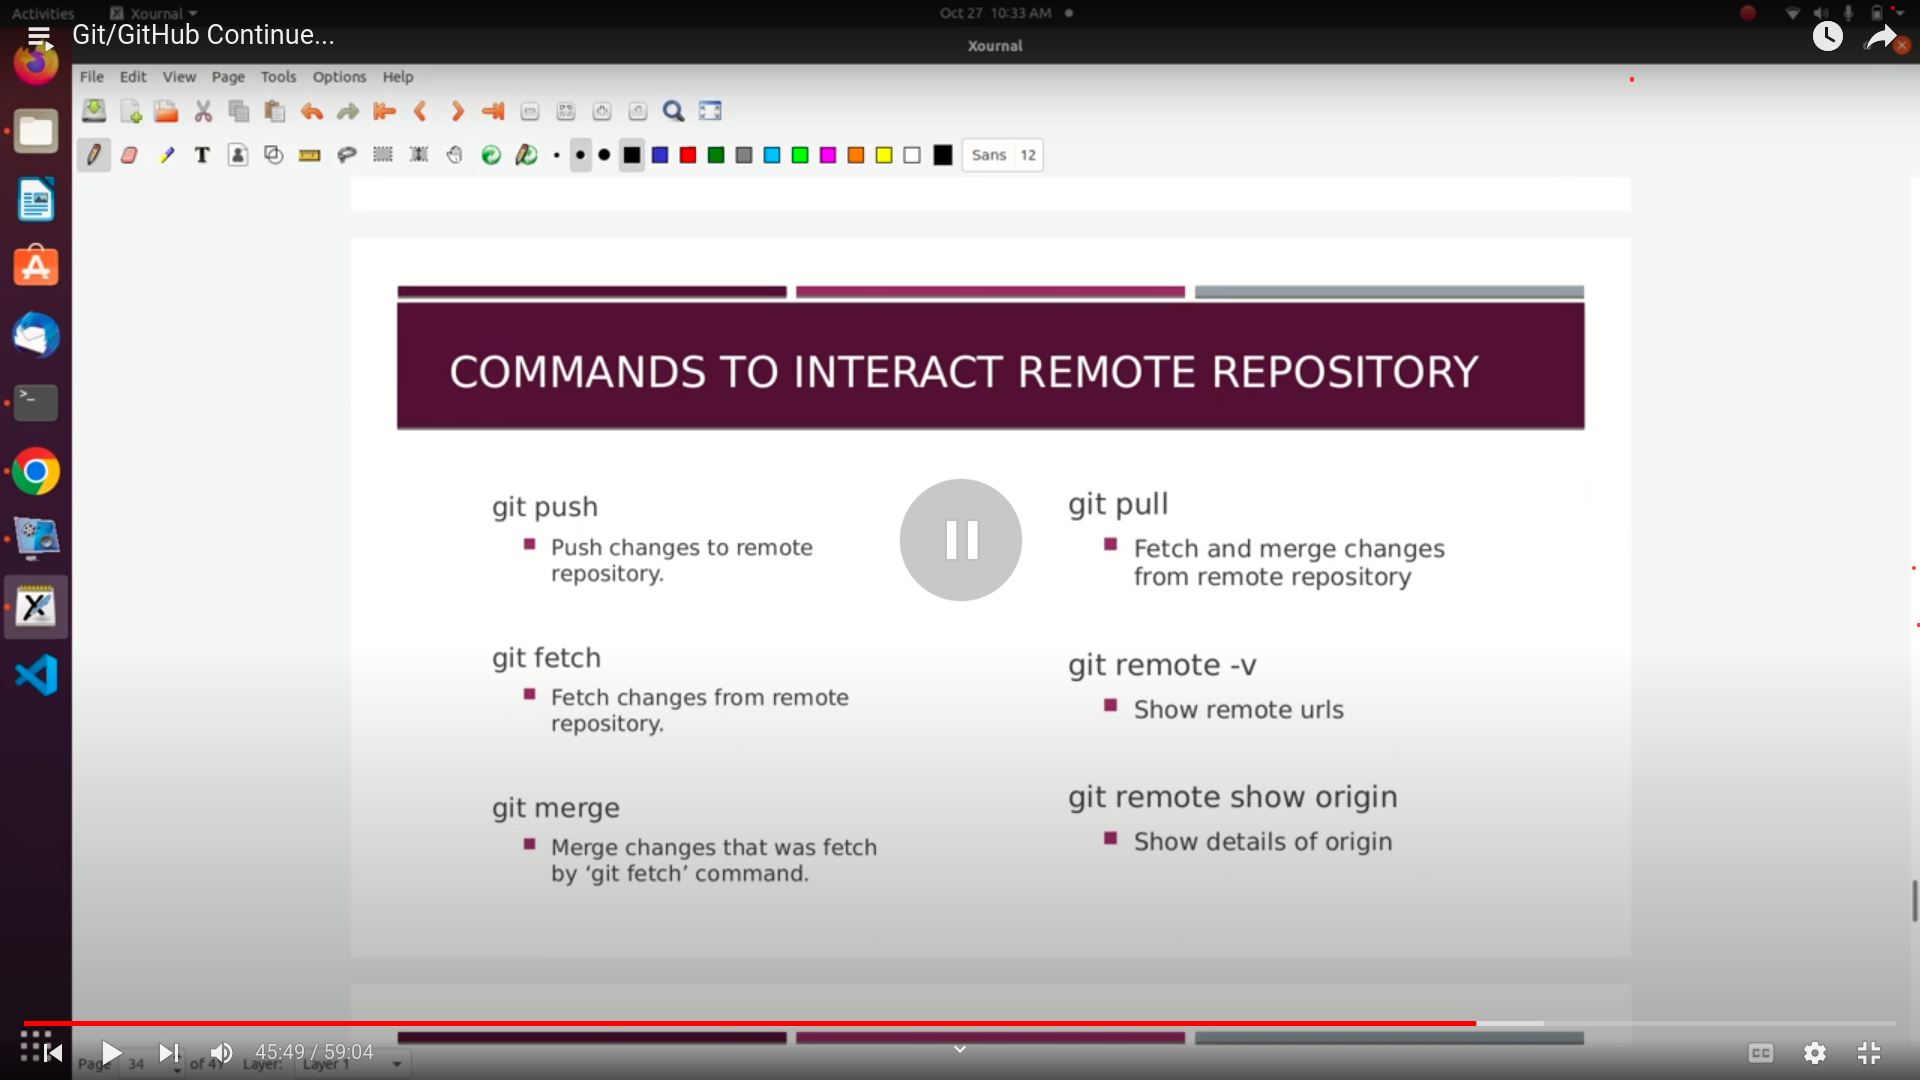 Activities
Xournal
Oct 27 10:33 AM
Git/GitHub Continue...
Xournal
File Edit View Page Tools Options Help
Sans 12
COMMANDS TO INTERACT REMOTE REPOSITORY
git push
Push changes to remote
repository.
git fetch
Fetch changes from remote
repository.
git merge
Merge changes that was fetch
by ‘git fetch’ command.
git pull
Fetch and merge changes
from remote repository
git remote -v
Show remote urls
git remote show origin
Show details of origin
45:49 / 59:04
CC
Page 34 of 41 Layer: Layer 1